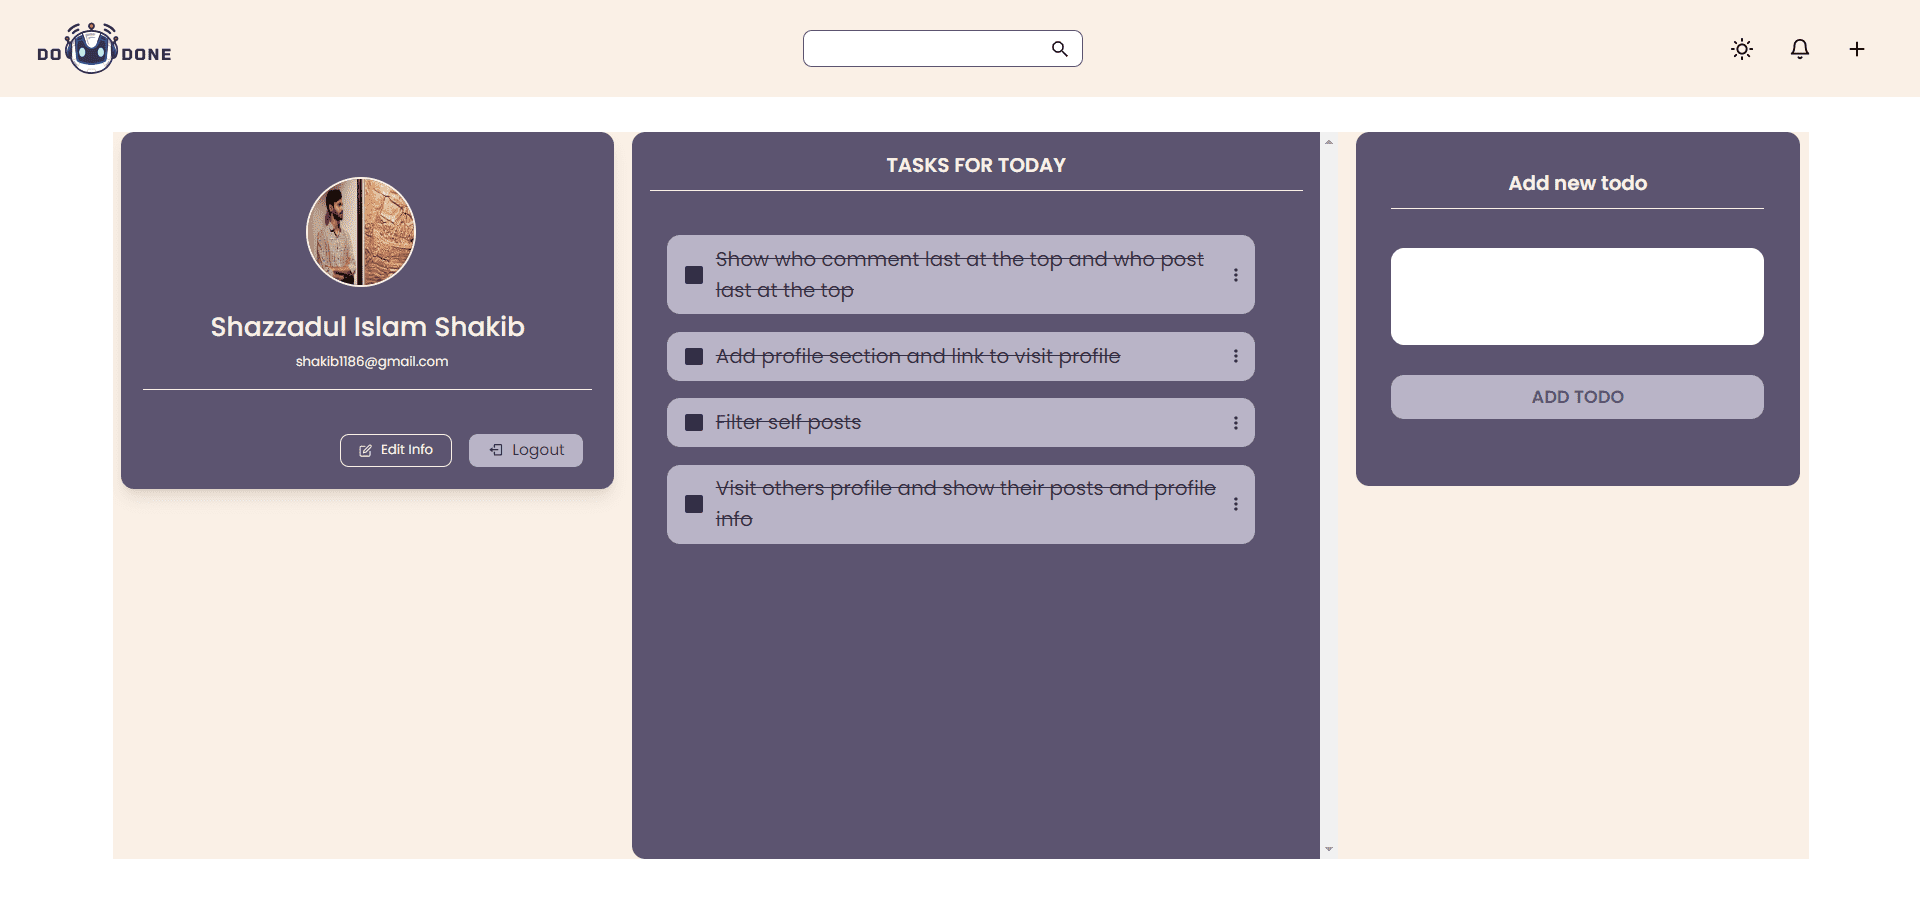 DO DONE
Shazzadul Islam Shakib
shakib1186@gmail.com
Edit Info
Logout
TASKS FOR TODAY
Show who comment last at the top and who post
last at the top
Add profile section and link to visit profile
Filter self posts
Visit others profile and show their posts and profile
info
Add new todo
ADD TODO